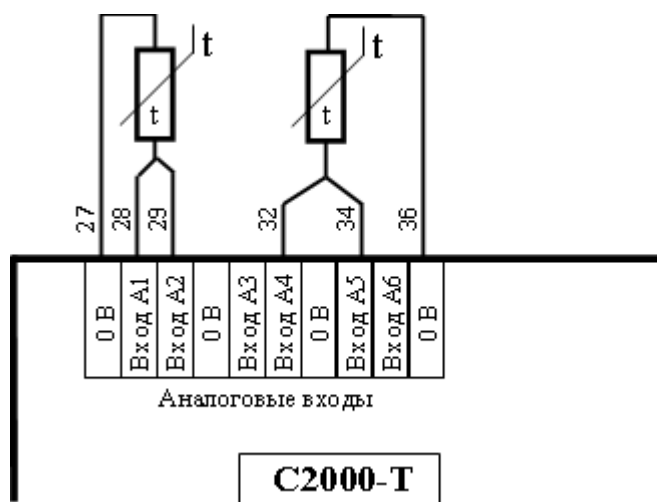 t
t
t
t
27
28
29
32
34
36
0 В
Вход А1
Вход А2
0 В
Вход А3
Вход А4
0 В
Вход А5
Вход А6
0 В
Аналоговые входы
С2000-Т